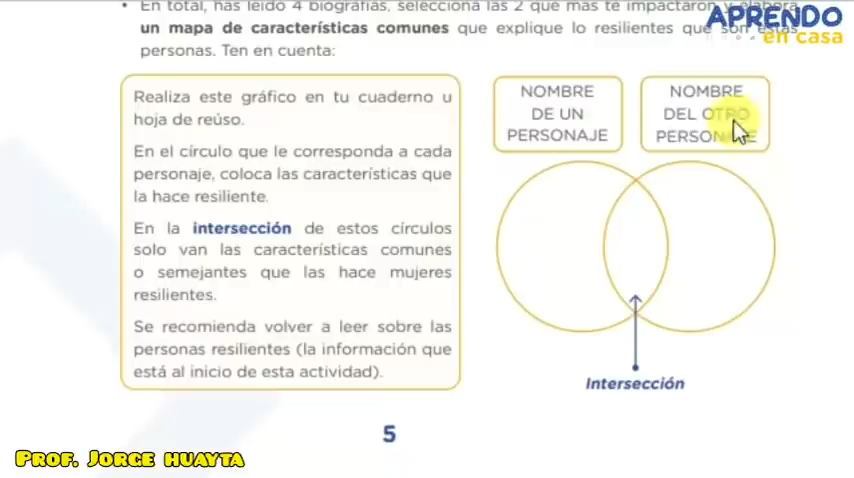 • En total, has leído 4 biografías, selecciona las 2 que más te impactaron y elabora
un mapa de características comunes que explique lo resilientes que son estas
personas. Ten en cuenta:
APRENDO
en casa
Realiza este gráfico en tu cuaderno u
hoja de reúso.
En el círculo que le corresponda a cada
personaje, coloca las características que
la hace resiliente.
En la intersección de estos círculos
solo van las características comunes
o semejantes que las hace mujeres
resilientes.
Se recomienda volver a leer sobre las
personas resilientes (la información que
está al inicio de esta actividad).
NOMBRE
DE UN
PERSONAJE
NOMBRE
DEL OTRO
PERSONAJE
Intersección
5
Prof. Jorge huayta